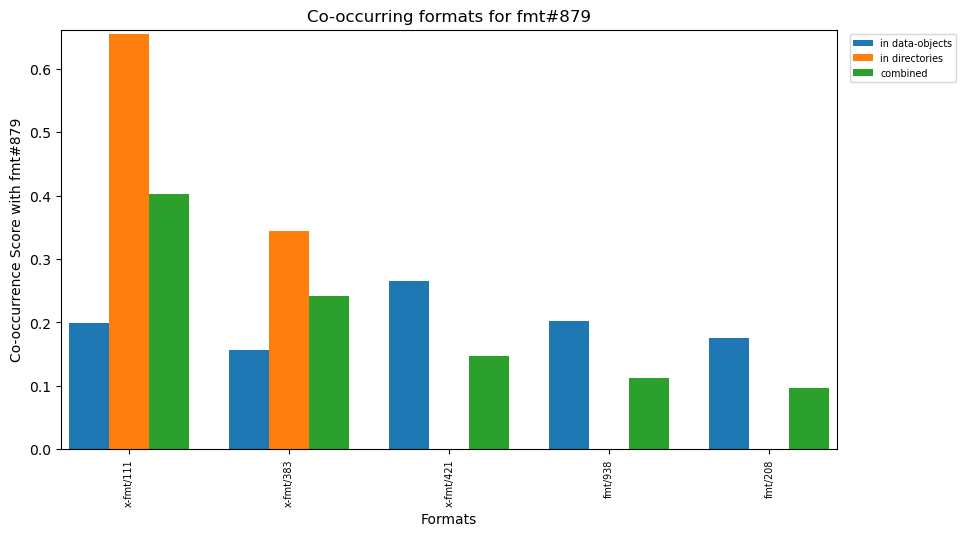 Co-occurring formats for fmt#879
in data-objects
in directories
combined
Co-occurrence Score with fmt#879
0.6
0.5
0.4
0.3
0.2
0.1
0.0
x-fmt/111
x-fmt/383
x-fmt/421
fmt/938
fmt/208
Formats